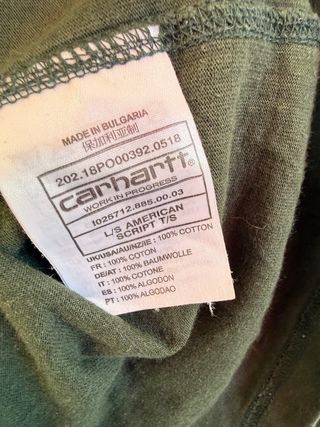 MADE IN BULGARIA
保加利亚制
202.18PO00392.0518
carhartt
WORK IN PROGRESS
I025712.885.00.03
L/S AMERICAN
SCRIPT T/S
UK/USA/AU/NZ/IE : 100% COTTON
FR : 100% COTON
DE/AT : 100% BAUMWOLLE
IT : 100% COTONE
ES : 100% ALGODON
PT : 100% ALGODAO